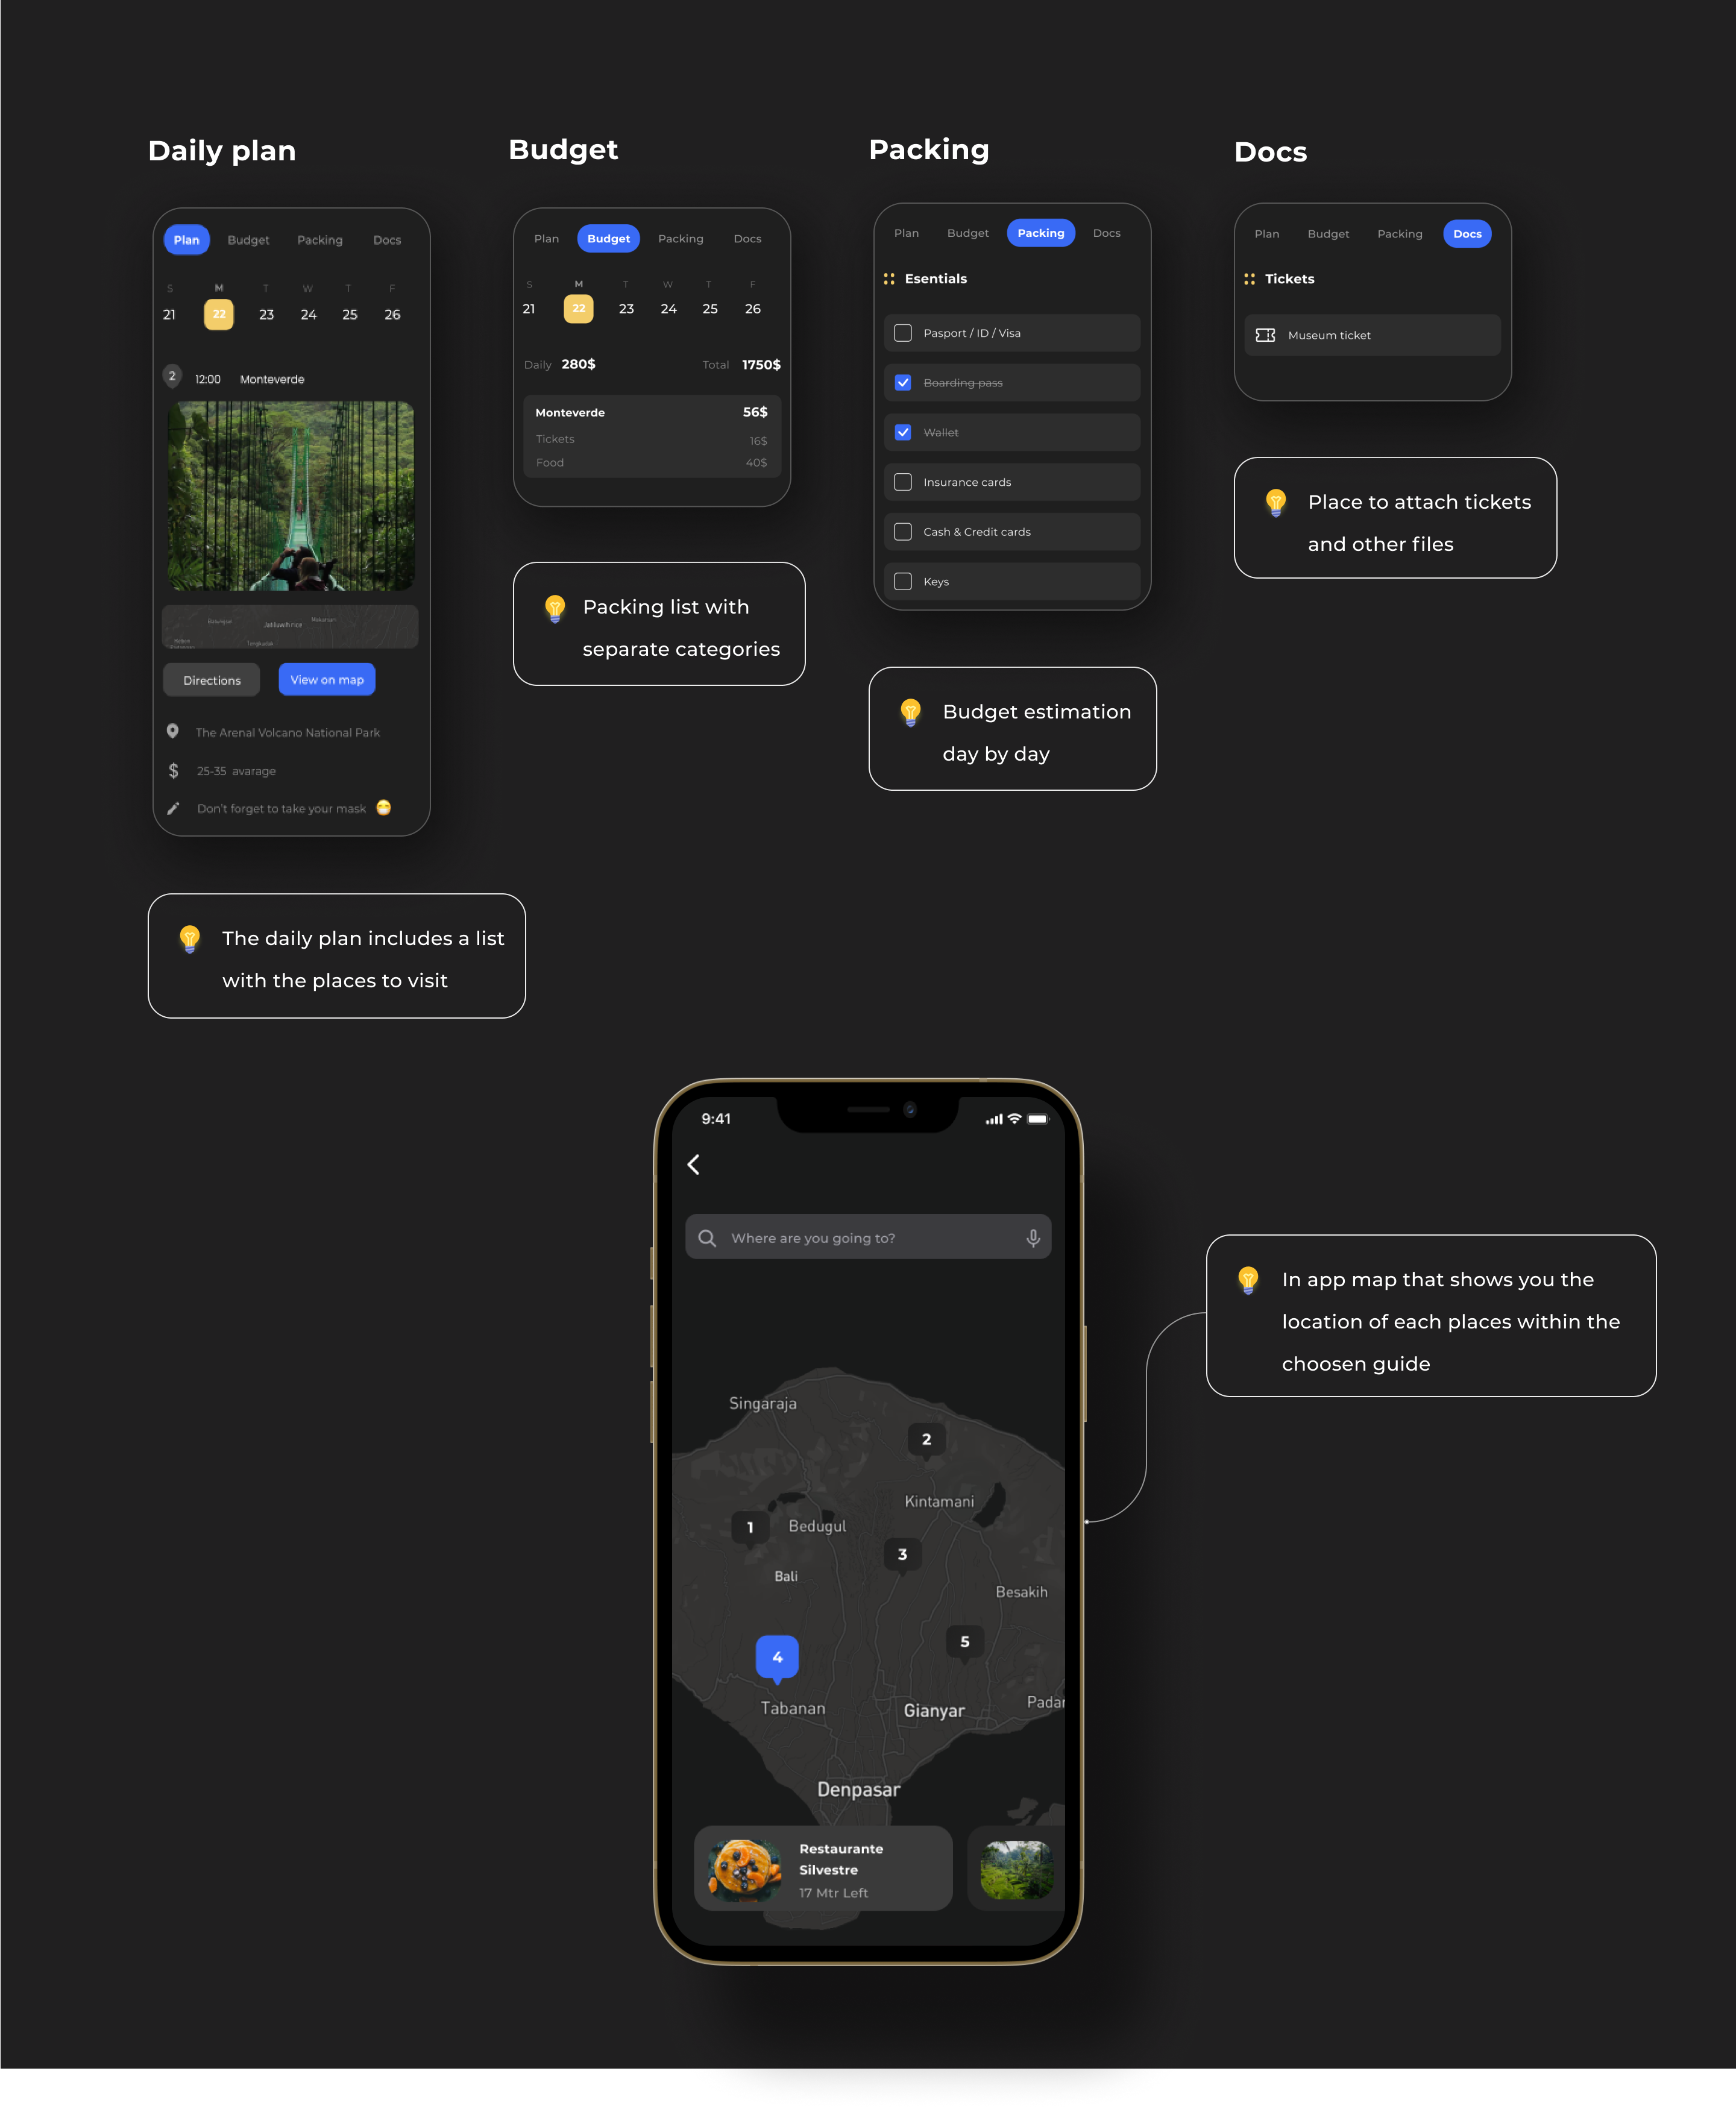 Daily plan
Plan Budget Packing Docs
S M T W T F
21 22 23 24 25 26
2 12:00 Monteverde
Directions View on map
The Arenal Volcano National Park
$ 25-35 avarage
Don't forget to take your mask
The daily plan includes a list
with the places to visit
Budget
Plan Budget Packing Docs
S M T W T F
21 22 23 24 25 26
Daily 280$ Total 1750$
Monteverde 56$
Tickets 16$
Food 40$
Packing list with
separate categories
Packing
Plan Budget Packing Docs
Esentials
Pasport / ID / Visa
Boarding pass
Wallet
Insurance cards
Cash & Credit cards
Keys
Budget estimation
day by day
Docs
Plan Budget Packing Docs
Tickets
Museum ticket
Place to attach tickets
and other files
9:41
Where are you going to?
Singaraja
2
Kintamani
1 Bedugul
3
Bali
Besakih
5
4
Padar
Tabanan Gianyar
Denpasar
Restaurante
Silvestre
17 Mtr Left
In app map that shows you the
location of each places within the
choosen guide